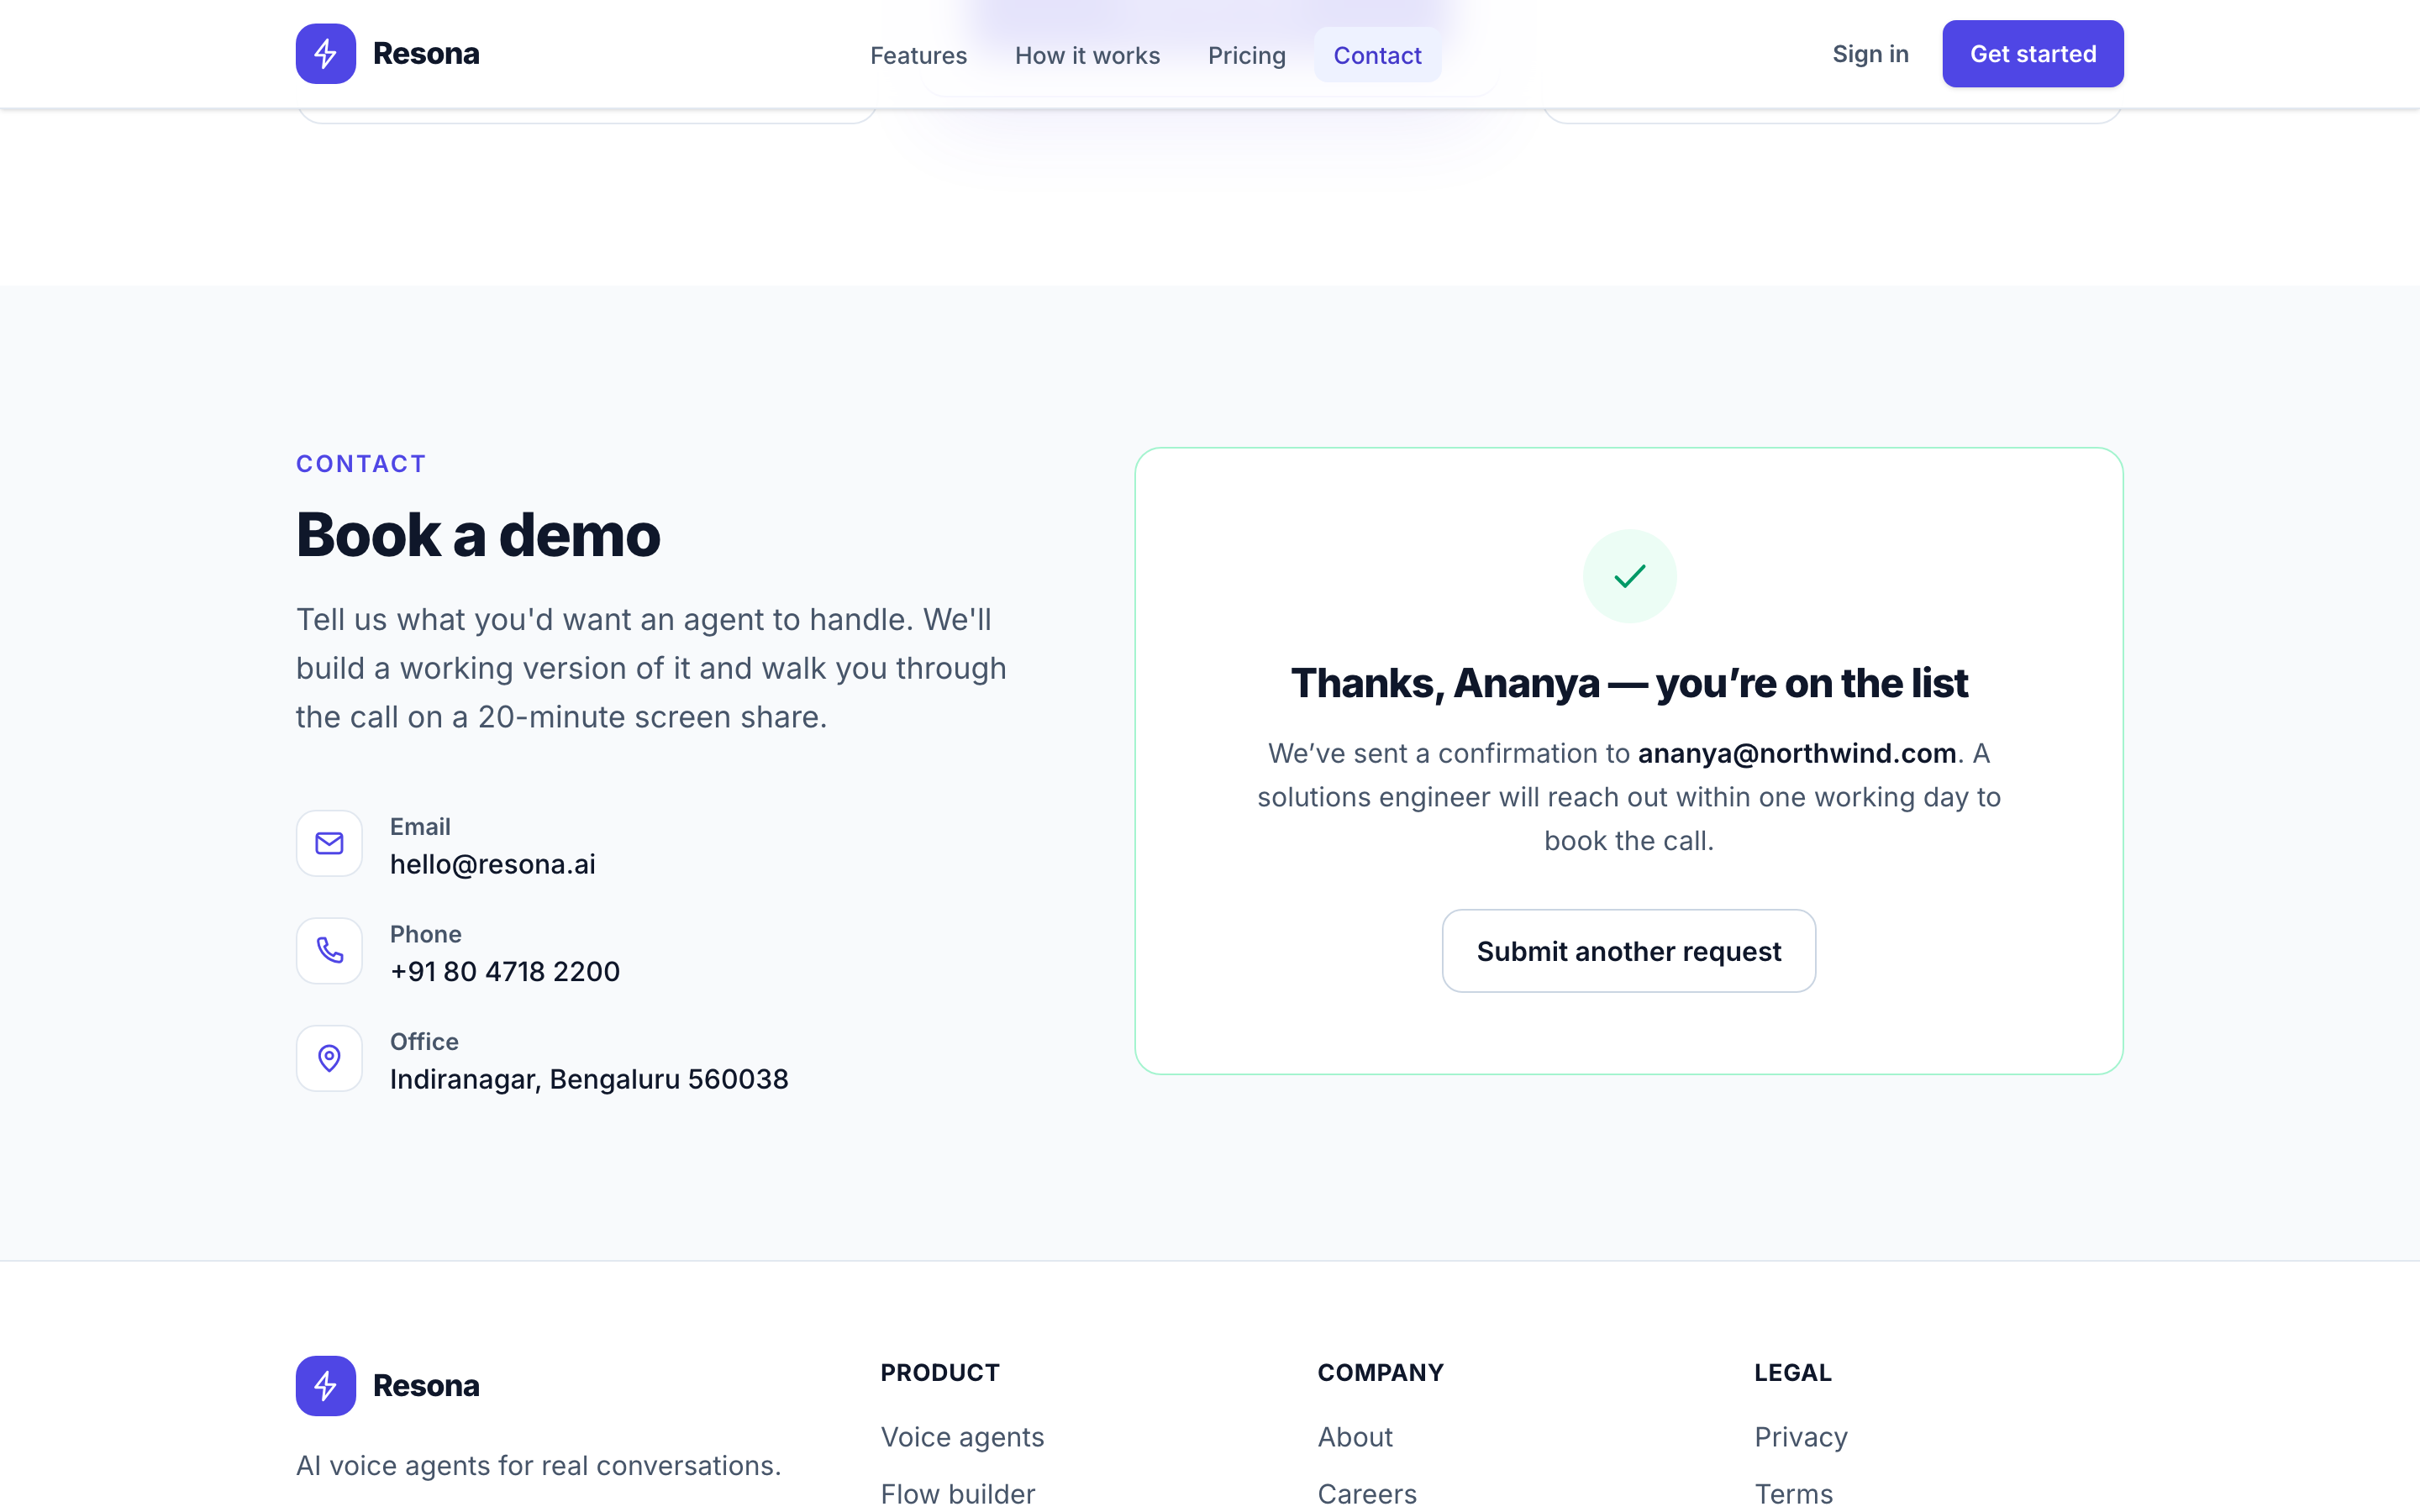 Resona
Features
How it works
Pricing
Contact
Sign in
Get started
CONTACT
Book a demo
Tell us what you'd want an agent to handle. We'll
build a working version of it and walk you through
the call on a 20-minute screen share.
Email
hello@resona.ai
Phone
+91 80 4718 2200
Office
Indiranagar, Bengaluru 560038
Thanks, Ananya — you’re on the list
We’ve sent a confirmation to ananya@northwind.com. A
solutions engineer will reach out within one working day to
book the call.
Submit another request
Resona
AI voice agents for real conversations.
PRODUCT
Voice agents
Flow builder
COMPANY
About
Careers
LEGAL
Privacy
Terms